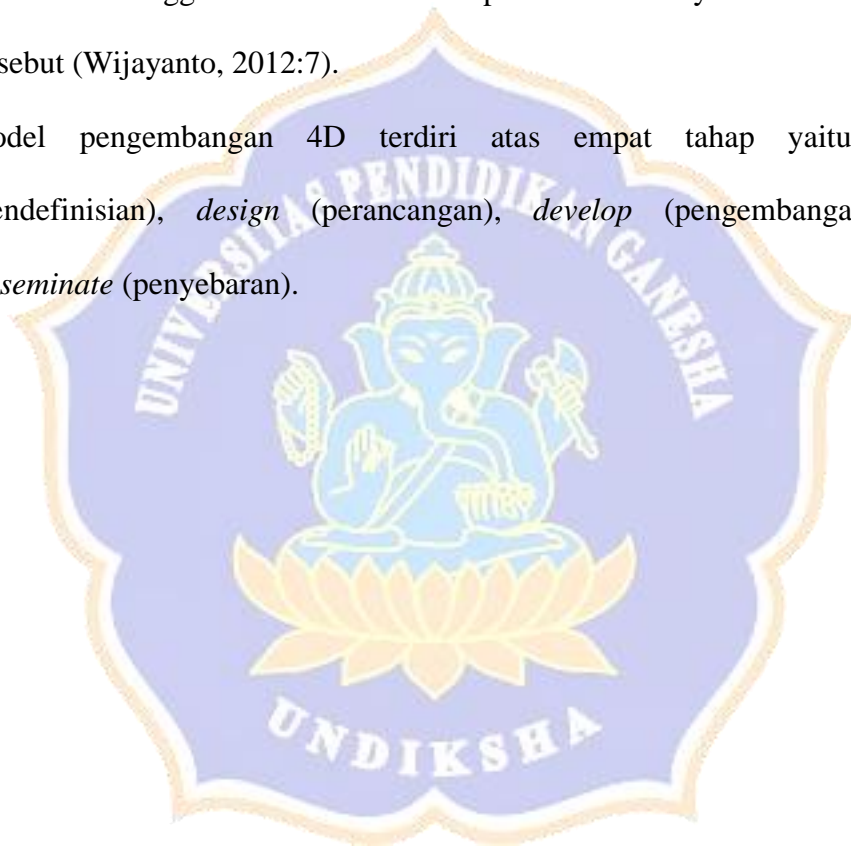 sebut (Wijayanto, 2012:7).
odel pengembangan 4D terdiri atas empat tahap yaitu
endefinisian), design (perancangan), develop (pengembanga
seminate (penyebaran).
UNIVERSITAS PENDIDIKAN GANESHA
UNDIKSHA